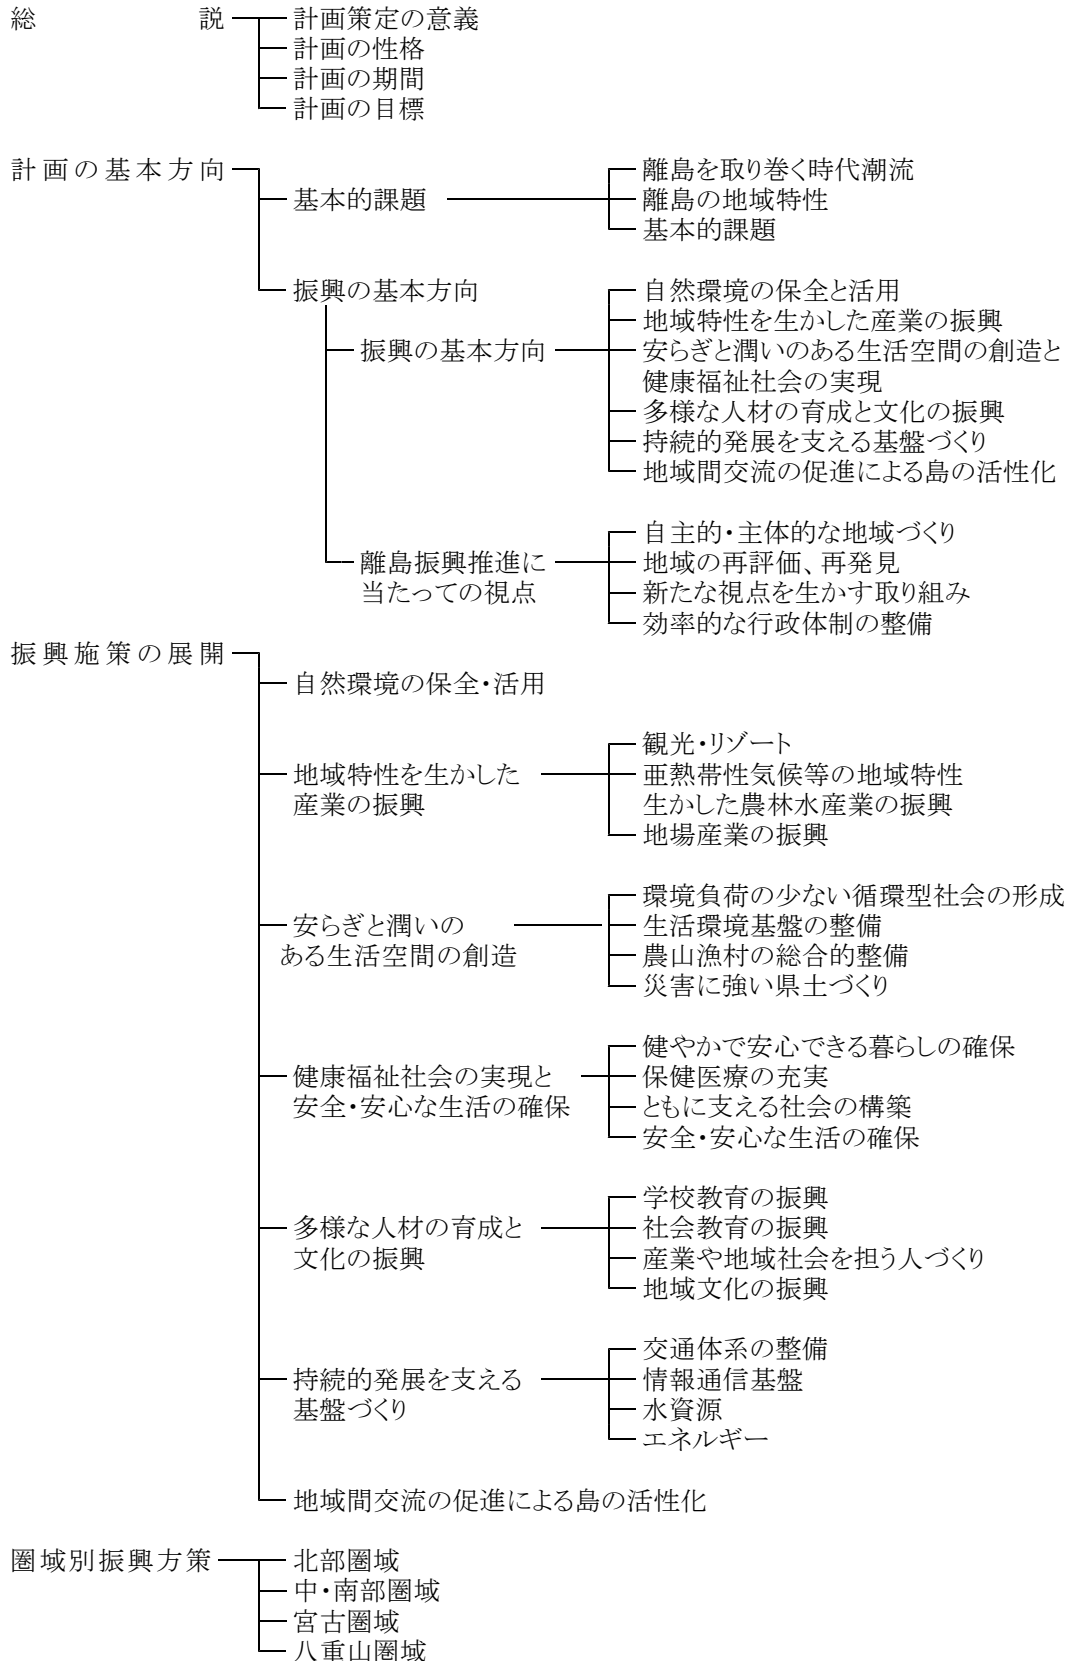 総説 計画策定の意義
計画の性格
計画の期間
計画の目標
計画の基本方向
離島を取り巻く時代潮流
基本的課題 離島の地域特性
基本的課題
振興の基本方向
自然環境の保全と活用
地域特性を生かした産業の振興
振興の基本方向 安らぎと潤いのある生活空間の創造と
健康福祉社会の実現
多様な人材の育成と文化の振興
持続的発展を支える基盤づくり
地域間交流の促進による島の活性化
自主的・主体的な地域づくり
離島振興推進に 地域の再評価、再発見
当たっての視点 新たな視点を生かす取り組み
効率的な行政体制の整備
振興施策の展開
自然環境の保全・活用
観光・リゾート
地域特性を生かした 亜熱帯性気候等の地域特性
産業の振興 生かした農林水産業の振興
地場産業の振興
環境負荷の少ない循環型社会の形成
安らぎと潤いの 生活環境基盤の整備
ある生活空間の創造 農山漁村の総合的整備
災害に強い県土づくり
健やかで安心できる暮らしの確保
健康福祉社会の実現と 保健医療の充実
安全・安心な生活の確保 ともに支える社会の構築
安全・安心な生活の確保
学校教育の振興
多様な人材の育成と 社会教育の振興
文化の振興 産業や地域社会を担う人づくり
地域文化の振興
交通体系の整備
持続的発展を支える 情報通信基盤
基盤づくり 水資源
エネルギー
地域間交流の促進による島の活性化
圏域別振興方策 北部圏域
中・南部圏域
宮古圏域
八重山圏域